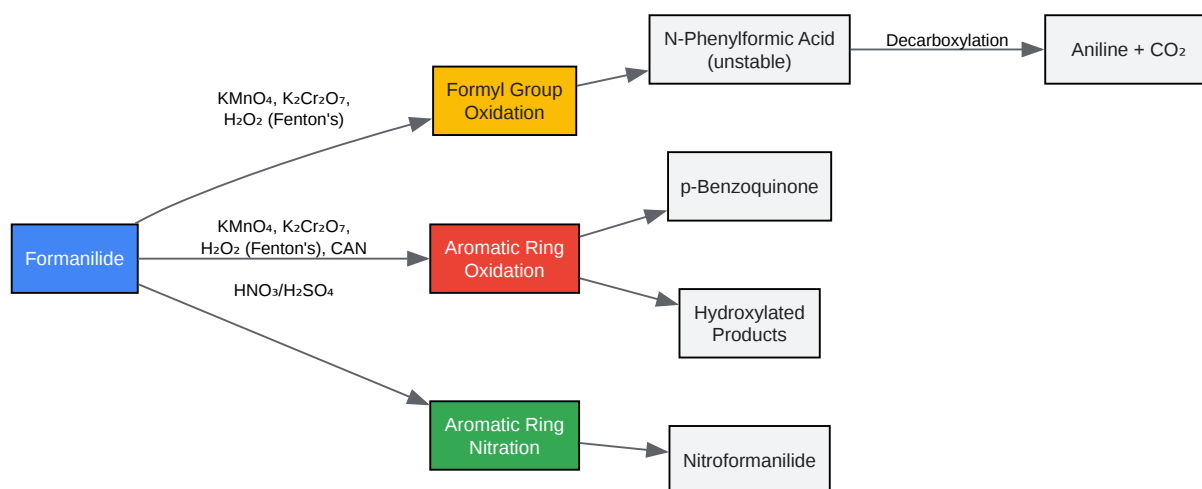 N-Phenylformic Acid
(unstable)
Decarboxylation
Aniline + CO₂
Formyl Group
Oxidation
KMnO₄, K₂Cr₂O₇,
H₂O₂ (Fenton's)
p-Benzoquinone
Formanilide
KMnO₄, K₂Cr₂O₇,
H₂O₂ (Fenton's), CAN
Aromatic Ring
Oxidation
HNO₃/H₂SO₄
Hydroxylated
Products
Aromatic Ring
Nitration
Nitroformanilide